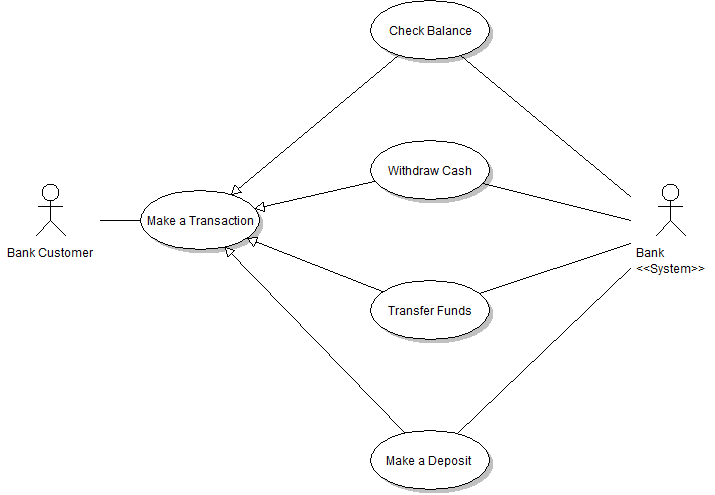 Check Balance
Withdraw Cash
Make a Transaction
Bank Customer
Bank
<<System>>
Transfer Funds
Make a Deposit